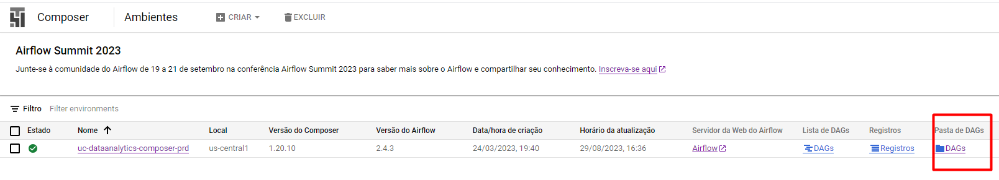 Composer Ambientes CRIAR EXCLUIR
Airflow Summit 2023
Junte-se à comunidade do Airflow de 19 a 21 de setembro na conferência Airflow Summit 2023 para saber mais sobre o Airflow e compartilhar seu conhecimento. Inscreva-se aqui
Filtro Filter environments
Estado Nome Local Versão do Composer Versão do Airflow Data/hora de criação Horário da atualização Servidor da Web do Airflow Lista de DAGs Registros Pasta de DAGs
uc-dataanalytics-composer-prd us-central1 1.20.10 2.4.3 24/03/2023, 19:40 29/08/2023, 16:36 Airflow DAGs Registros DAGs